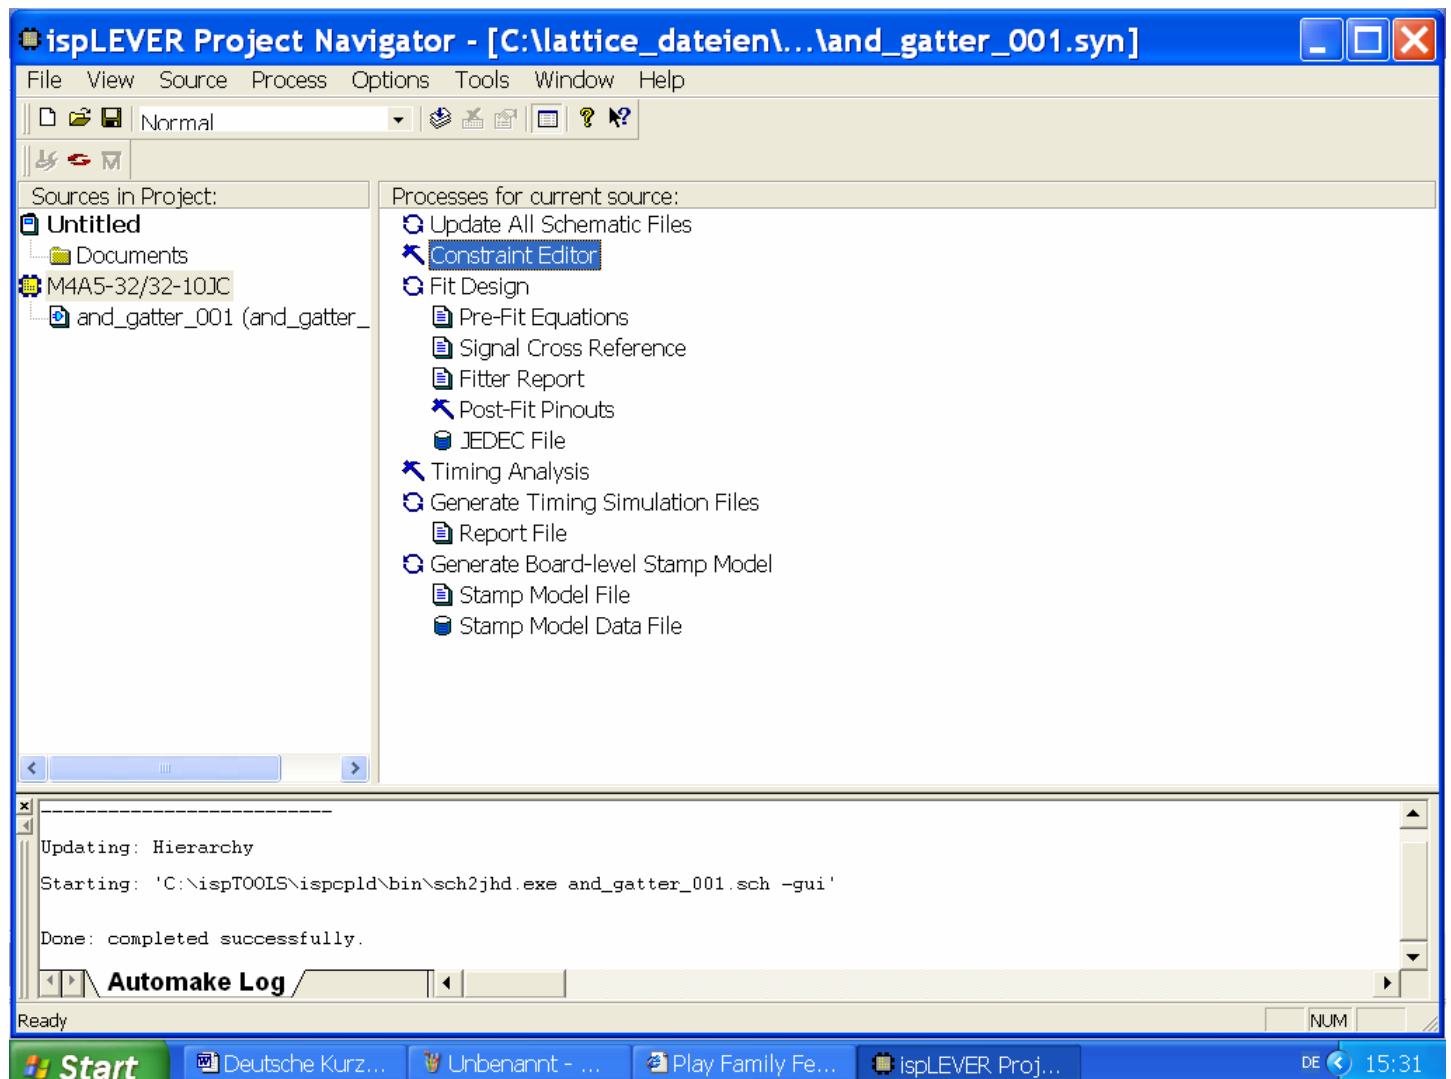 ispLEVER Project Navigator - [C:\lattice_dateien\...\and_gatter_001.syn]
File View Source Process Options Tools Window Help
Normal
Sources in Project:
Untitled
Documents
M4A5-32/32-10JC
and_gatter_001 (and_gatter_
Processes for current source:
Update All Schematic Files
Constraint Editor
Fit Design
Pre-Fit Equations
Signal Cross Reference
Fitter Report
Post-Fit Pinouts
JEDEC File
Timing Analysis
Generate Timing Simulation Files
Report File
Generate Board-level Stamp Model
Stamp Model File
Stamp Model Data File
--------------------------
Updating: Hierarchy
Starting: 'C:\ispTOOLS\ispcpld\bin\sch2jhd.exe and_gatter_001.sch -gui'
Done: completed successfully.
Automake Log
Ready NUM
Start Deutsche Kurz... Unbenannt - ... Play Family Fe... ispLEVER Proj... DE 15:31